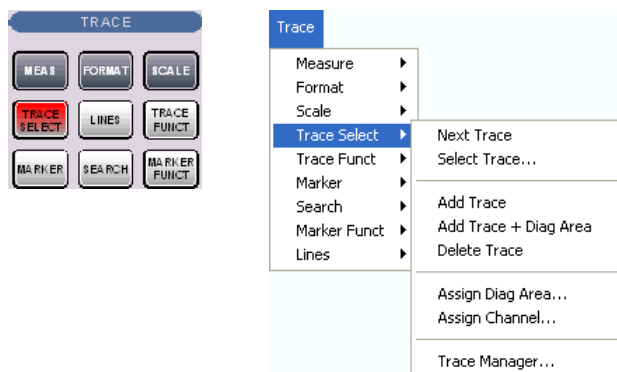 TRACE
MEAS FORMAT SCALE
TRACE SELECT LINES TRACE FUNCT
MARKER SEARCH MARKER FUNCT
Trace
Measure
Format
Scale
Trace Select
Trace Funct
Marker
Search
Marker Funct
Lines
Next Trace
Select Trace...
Add Trace
Add Trace + Diag Area
Delete Trace
Assign Diag Area...
Assign Channel...
Trace Manager...